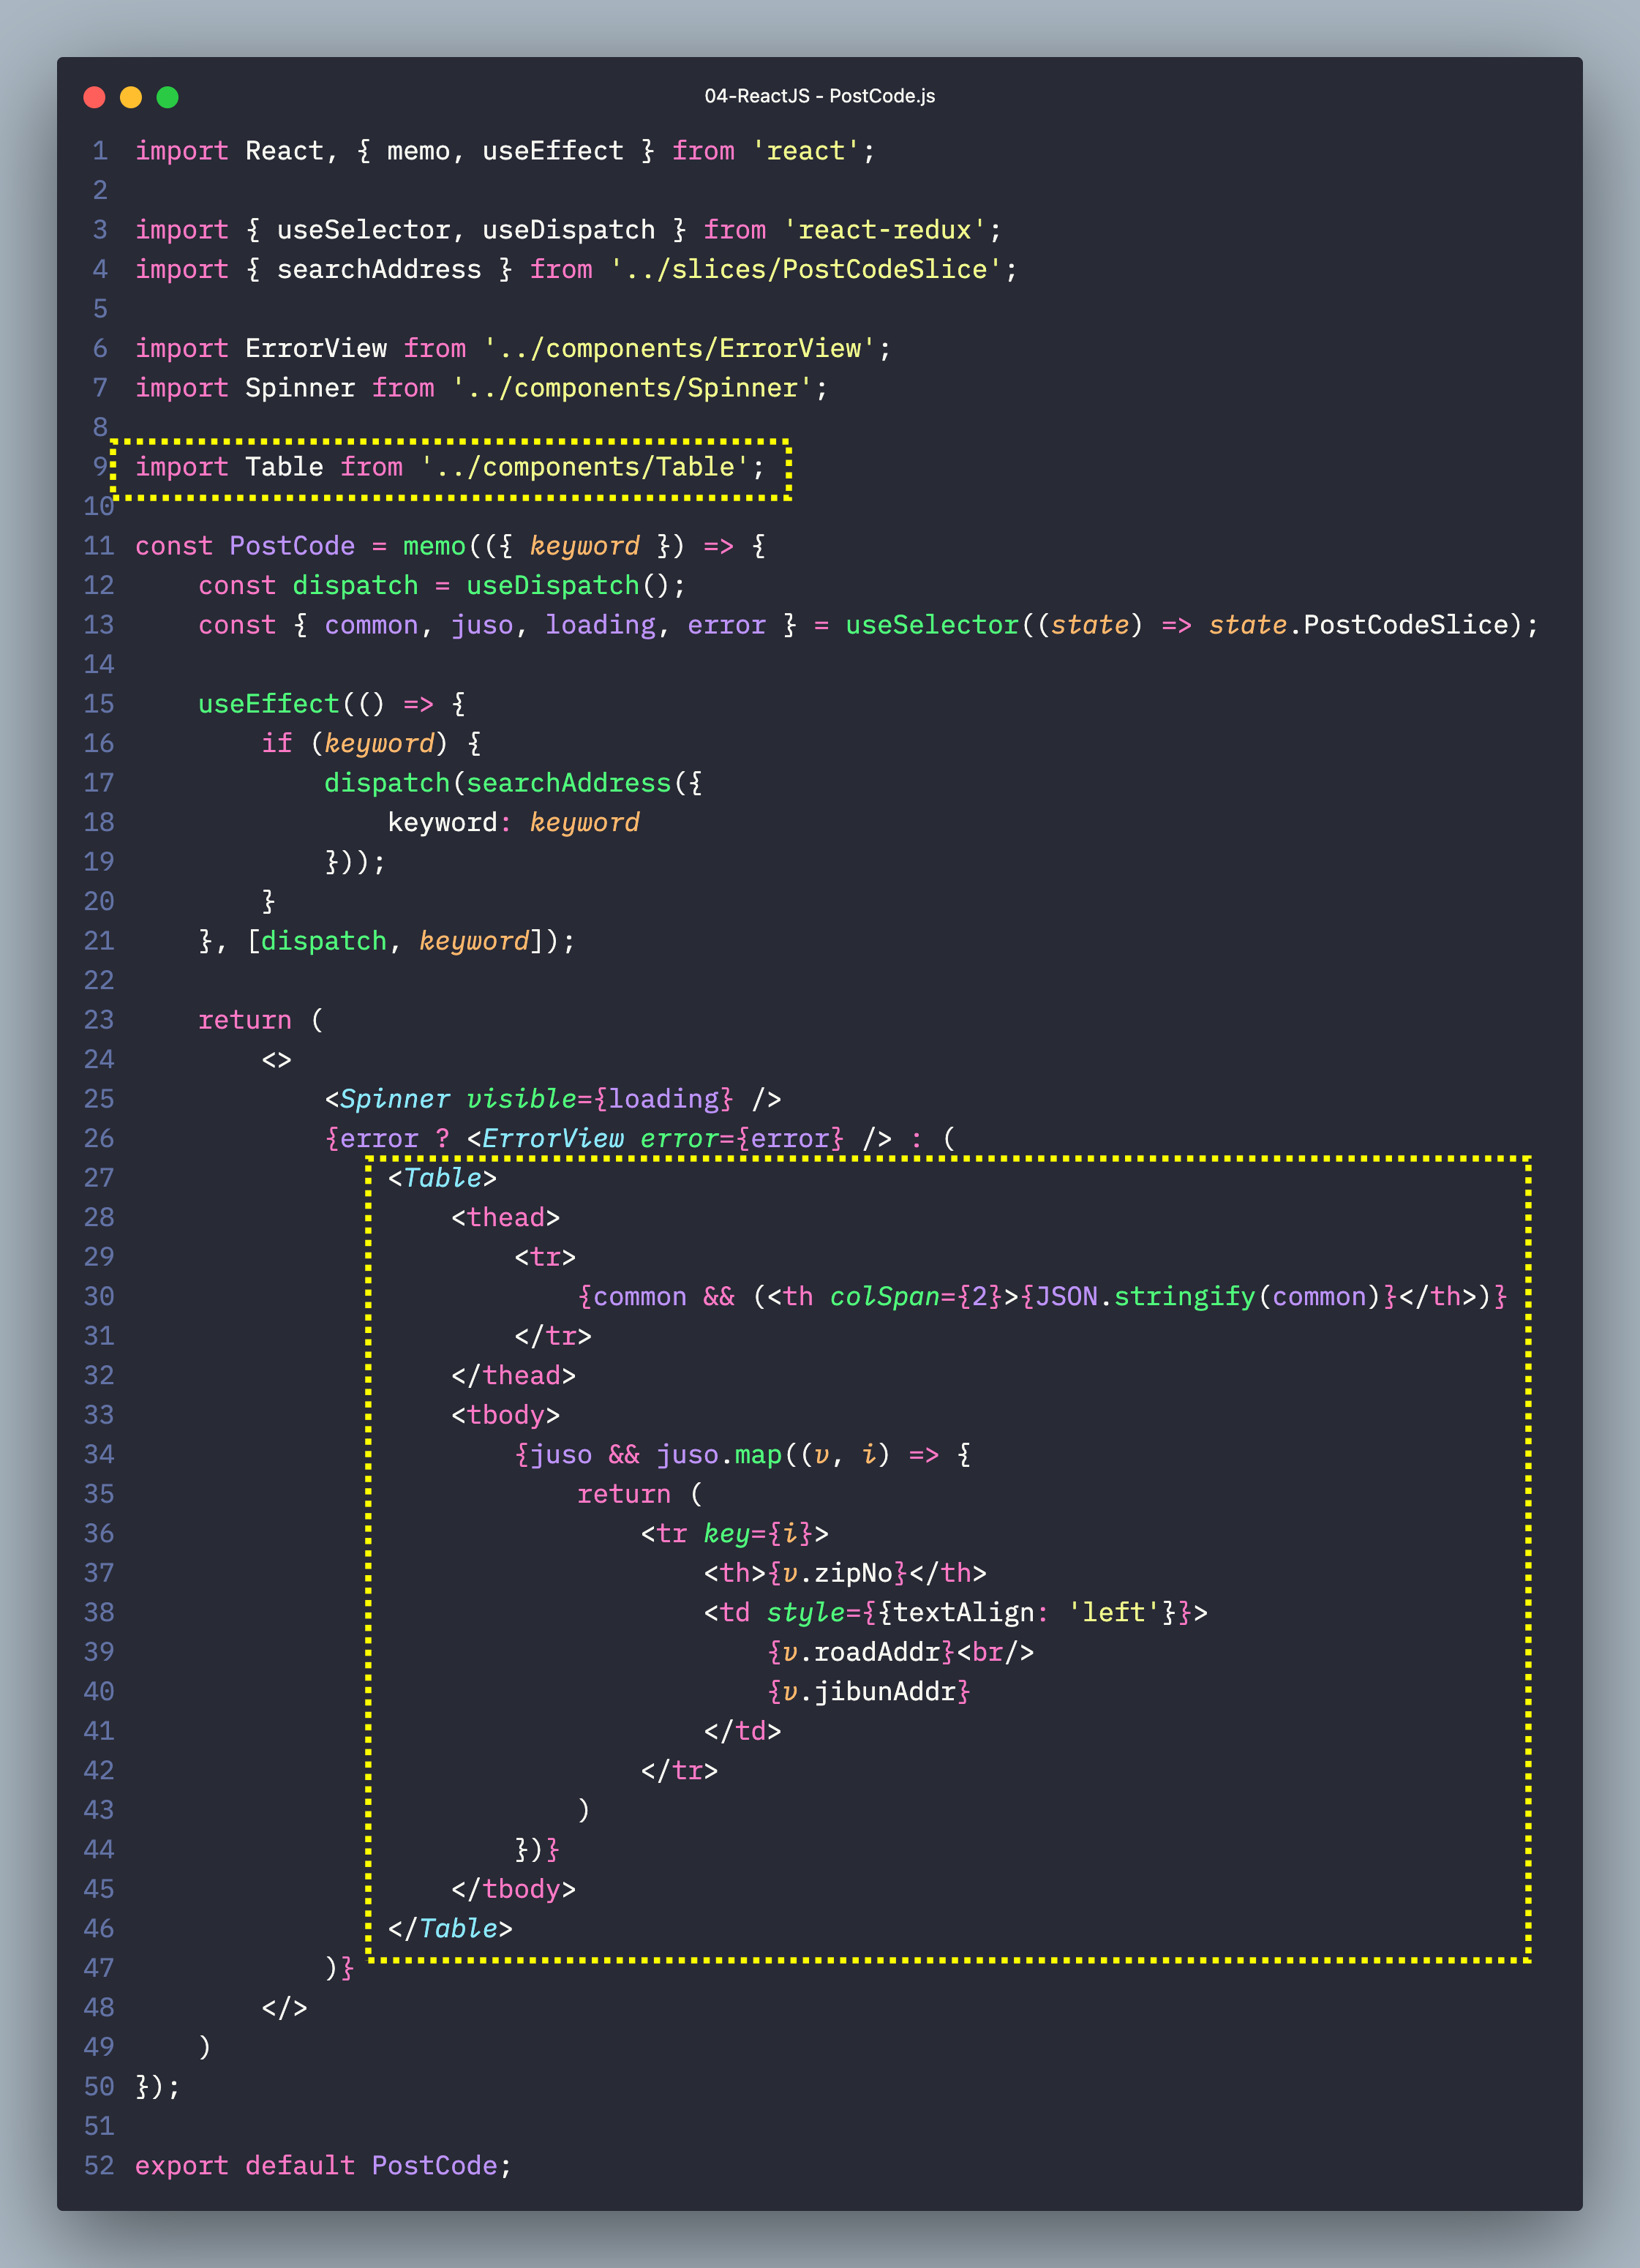 04-ReactJS - PostCode.js
1 import React, { memo, useEffect } from 'react';
2
3 import { useSelector, useDispatch } from 'react-redux';
4 import { searchAddress } from '../slices/PostCodeSlice';
5
6 import ErrorView from '../components/ErrorView';
7 import Spinner from '../components/Spinner';
8
9 import Table from '../components/Table';
10
11 const PostCode = memo(({ keyword }) => {
12     const dispatch = useDispatch();
13     const { common, juso, loading, error } = useSelector((state) => state.PostCodeSlice);
14
15     useEffect(() => {
16         if (keyword) {
17             dispatch(searchAddress({
18                 keyword: keyword
19             }));
20         }
21     }, [dispatch, keyword]);
22
23     return (
24         <>
25             <Spinner visible={loading} />
26             {error ? <ErrorView error={error} /> : (
27                 <Table>
28                     <thead>
29                         <tr>
30                             {common && (<th colSpan={2}>{JSON.stringify(common)}</th>)}
31                         </tr>
32                     </thead>
33                     <tbody>
34                         {juso && juso.map((v, i) => {
35                             return (
36                                 <tr key={i}>
37                                     <th>{v.zipNo}</th>
38                                     <td style={{textAlign: 'left'}}>
39                                         {v.roadAddr}<br/>
40                                         {v.jibunAddr}
41                                     </td>
42                                 </tr>
43                             )
44                         })}
45                     </tbody>
46                 </Table>
47             )}
48         </>
49     )
50 });
51
52 export default PostCode;